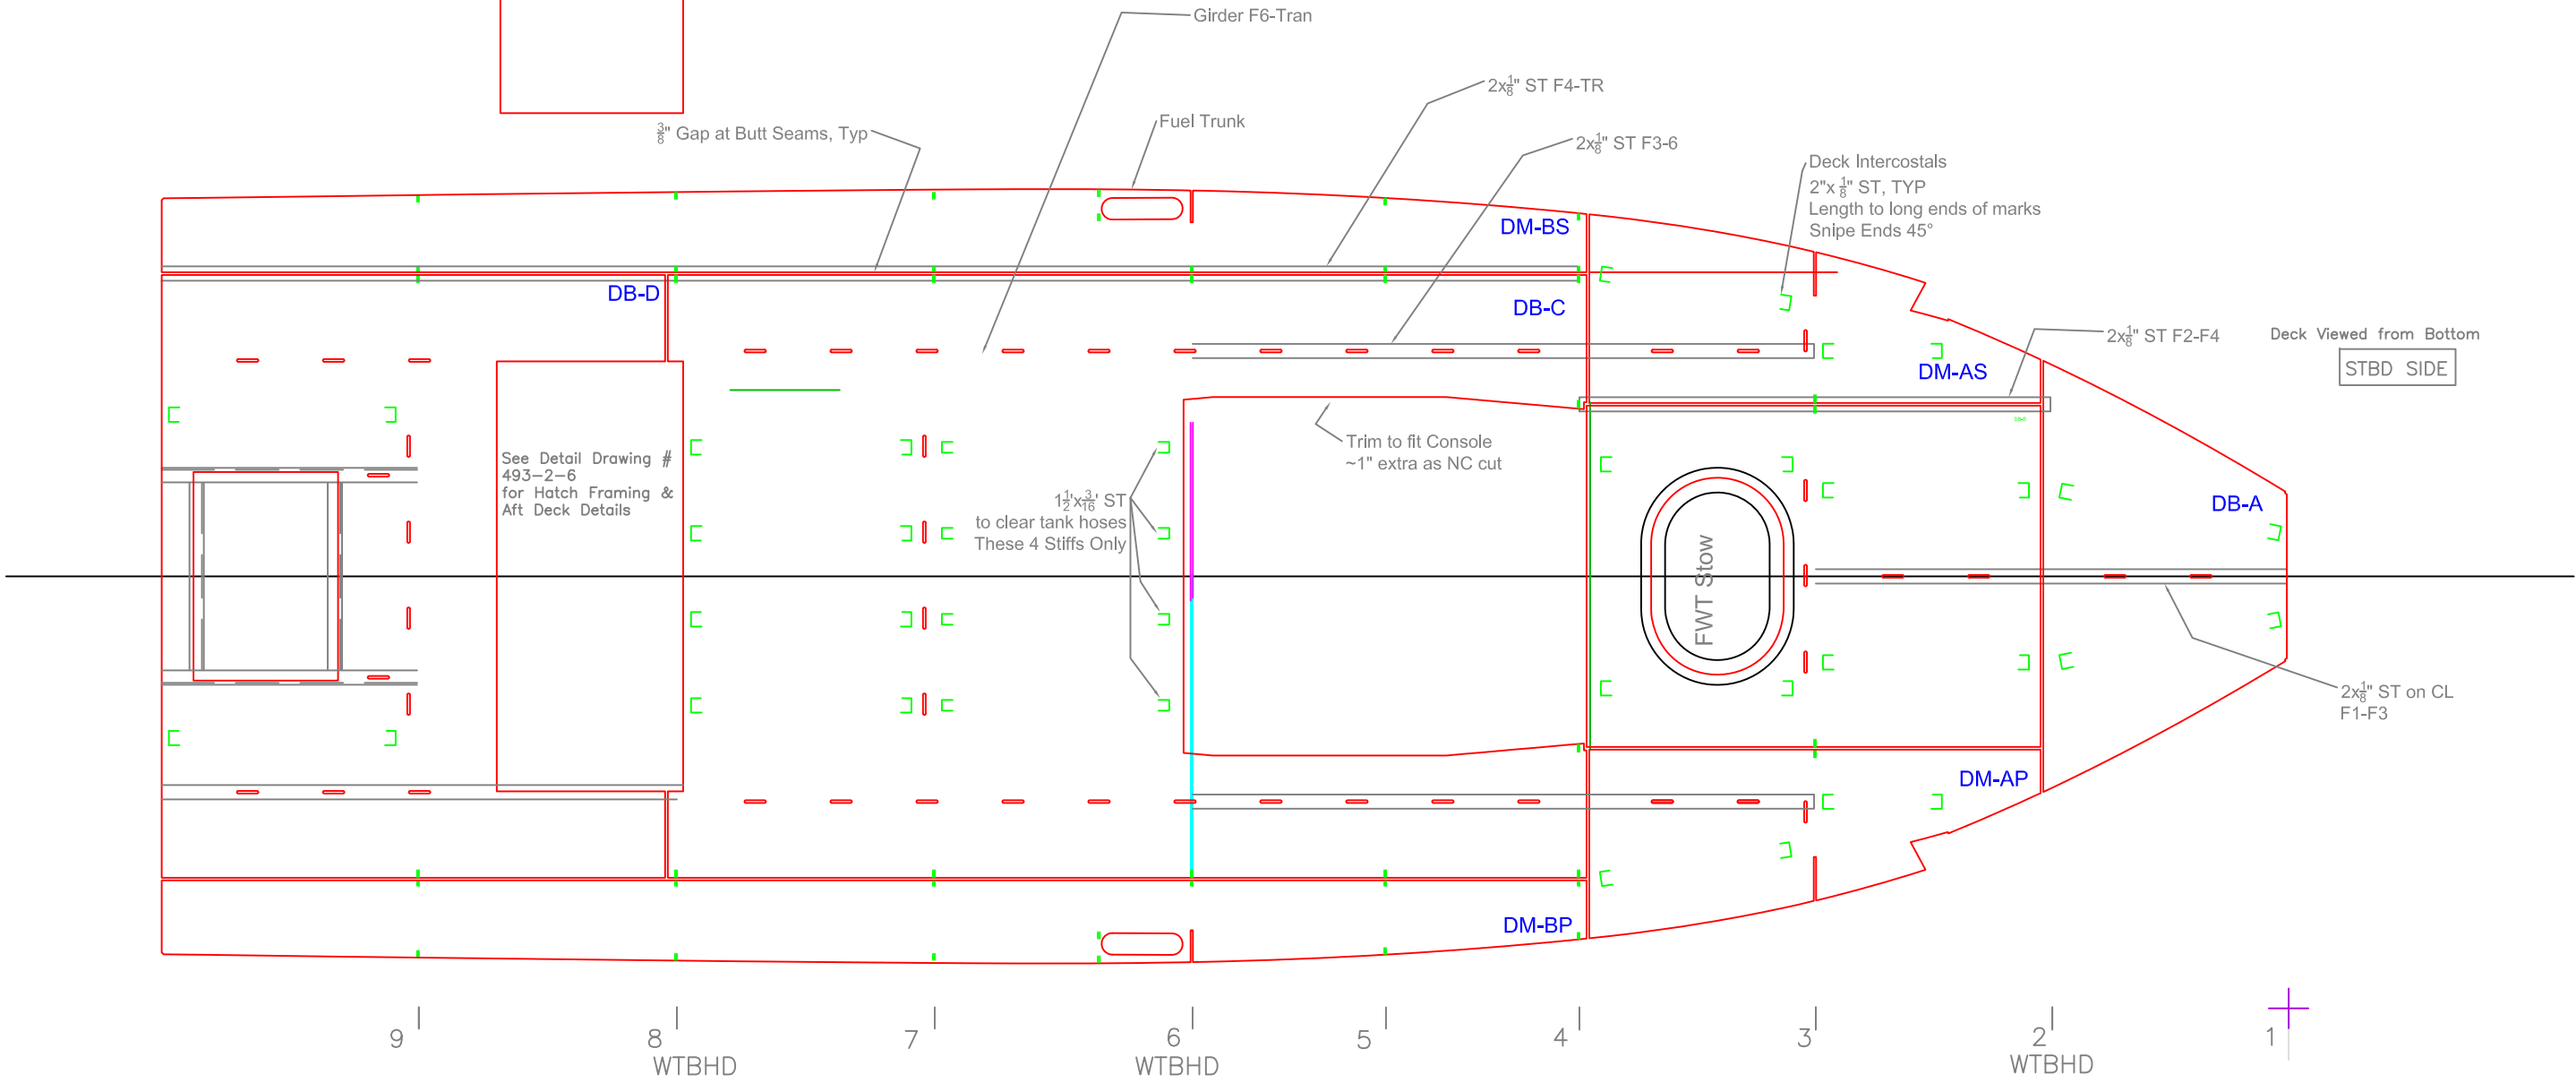 Girder F6-Tran
2x1/8" ST F4-TR
3/8" Gap at Butt Seams, Typ
Fuel Trunk
2x1/8" ST F3-6
Deck Intercostals
2"x 1/8" ST, TYP
Length to long ends of marks
Snipe Ends 45°
DM-BS
DB-D
DB-C
2x1/8" ST F2-F4
Deck Viewed from Bottom
STBD SIDE
DM-AS
Trim to fit Console
~1" extra as NC cut
See Detail Drawing #
493-2-6
for Hatch Framing &
Aft Deck Details
1 1/2'x3/16' ST
to clear tank hoses
These 4 Stiffs Only
FWT Stow
DB-A
2x1/8" ST on CL
F1-F3
DM-AP
DM-BP
9
8
7
6
5
4
3
2
1
WTBHD
WTBHD
WTBHD